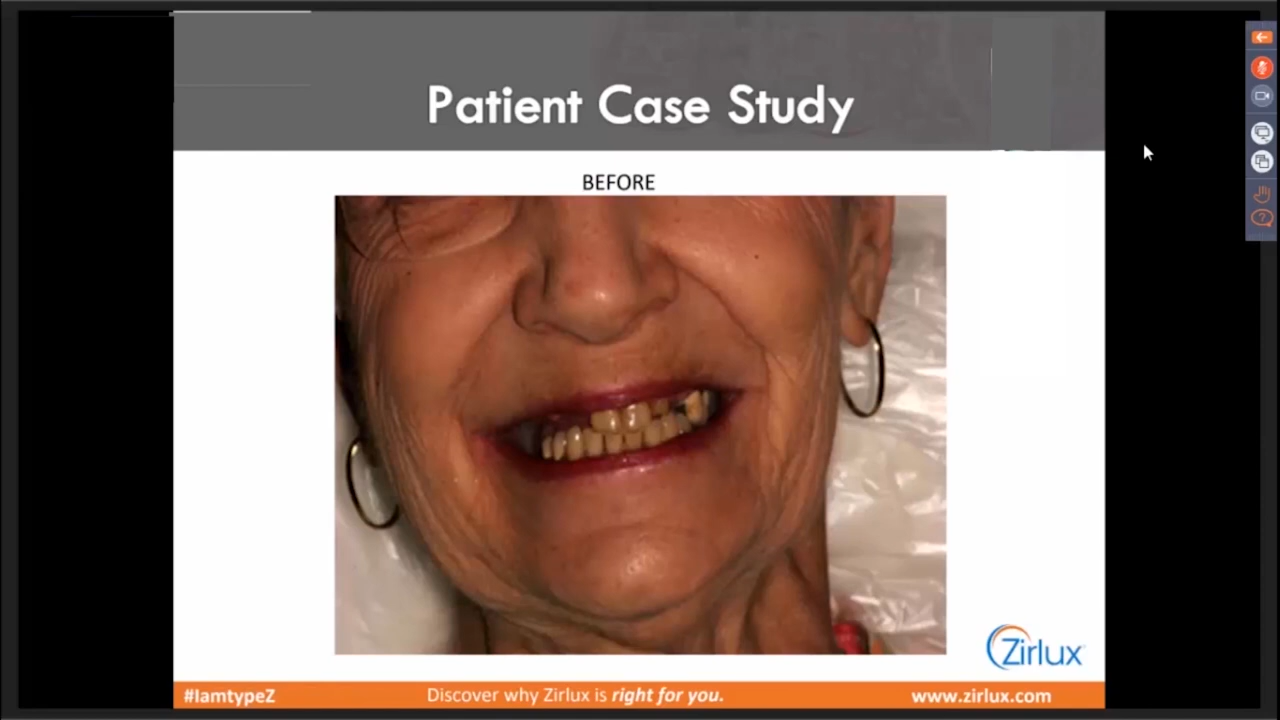 Patient Case Study
BEFORE
Zirlux
#IamtypeZ
Discover why Zirlux is right for you.
www.zirlux.com